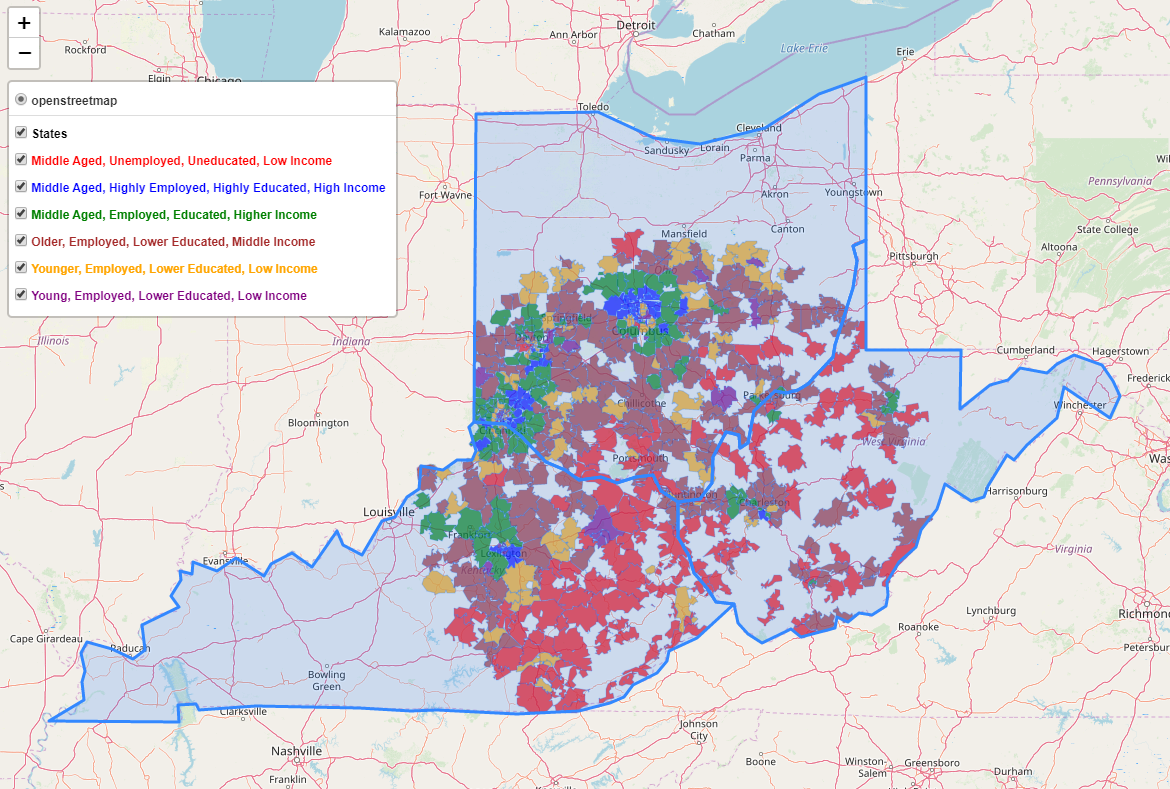 +
−
openstreetmap
States
Middle Aged, Unemployed, Uneducated, Low Income
Middle Aged, Highly Employed, Highly Educated, High Income
Middle Aged, Employed, Educated, Higher Income
Older, Employed, Lower Educated, Middle Income
Younger, Employed, Lower Educated, Low Income
Young, Employed, Lower Educated, Low Income
Rockford
Elgin
Chicago
Kalamazoo
Ann Arbor
Detroit
Chatham
Lake Erie
Erie
Toledo
Cleveland
Sandusky
Lorain
Parma
Fort Wayne
Akron
Youngstown
Pennsylvania
Mansfield
Canton
State College
Altoona
Pittsburgh
Springfield
Columbus
Illinois
Indiana
Cumberland
Hagerstown
Frederick
Chillicothe
Winchester
Bloomington
West Virginia
Portsmouth
Huntington
Charleston
Harrisonburg
Louisville
Frankfort
Lexington
Kentucky
Evansville
Virginia
Lynchburg
Richmon
Roanoke
Cape Girardeau
Paducah
Petersbur
Bowling
Green
Clarksville
Johnson
City
Nashville
Franklin
Boone
Winston-
Salem
Greensboro
Durham